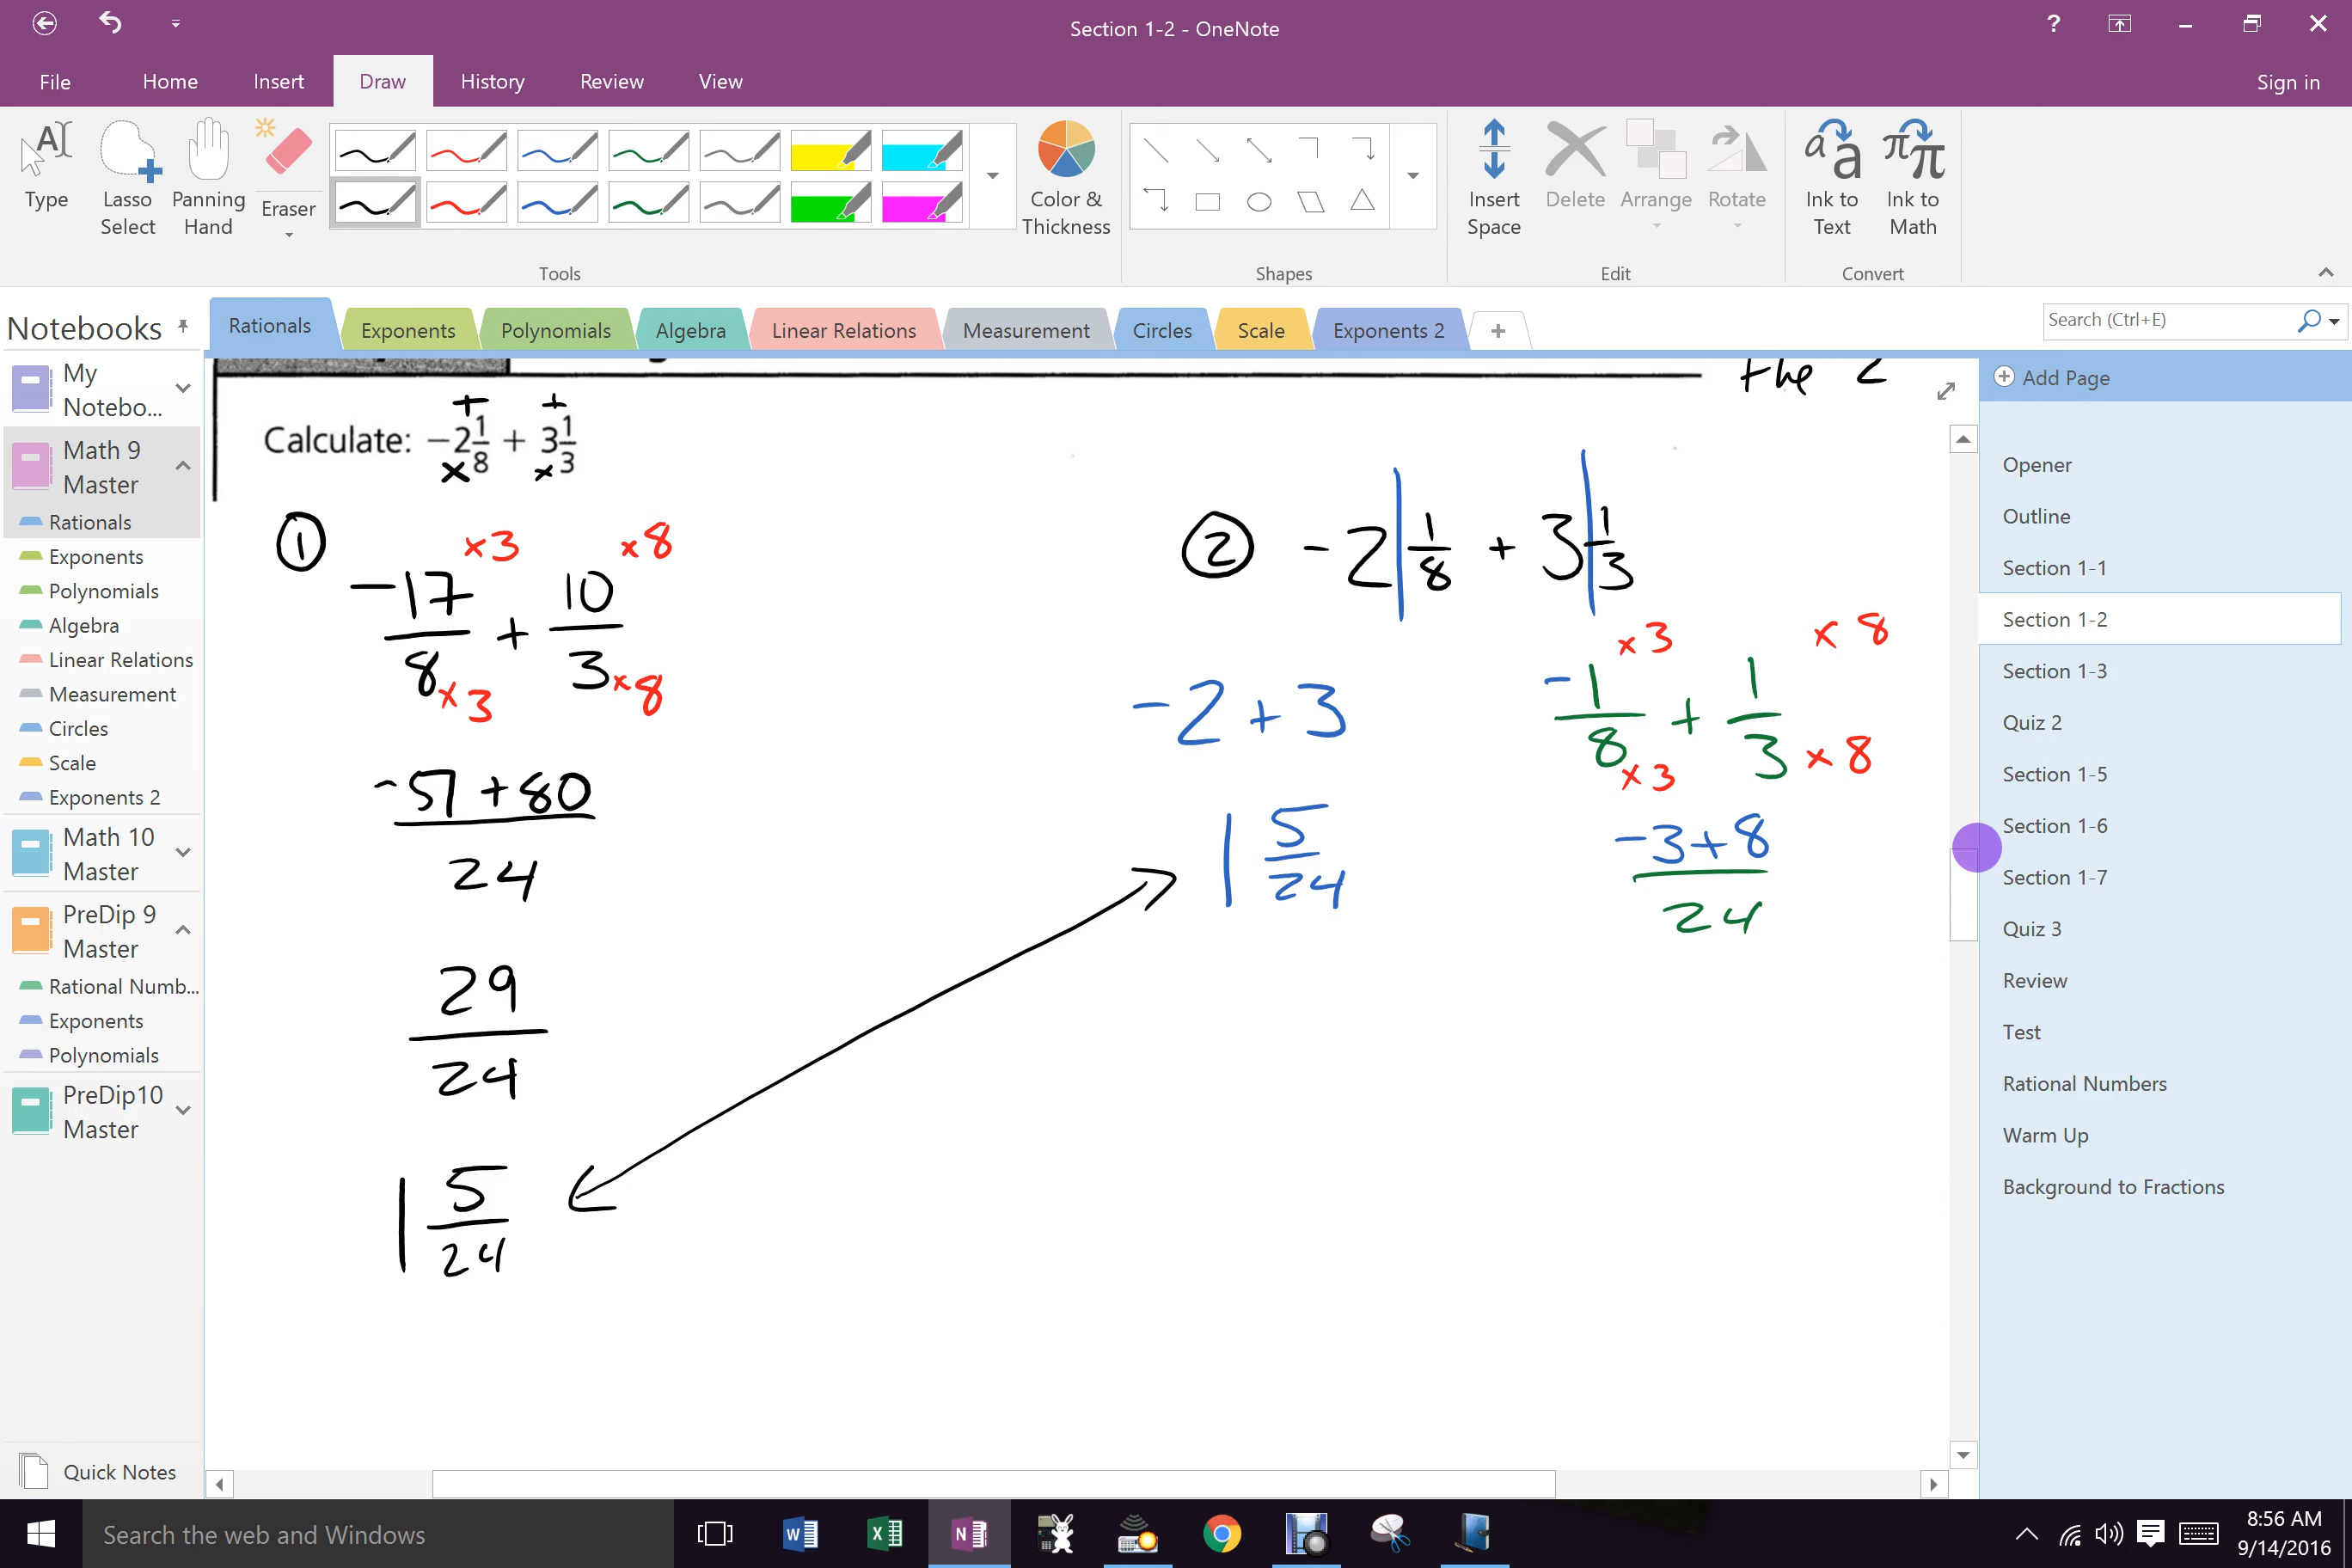 Section 1-2 - OneNote
File Home Insert Draw History Review View Sign in
Type
Lasso Select
Panning Hand
Eraser
Color & Thickness
Insert Space
Delete
Arrange
Rotate
Ink to Text
Ink to Math
Tools Shapes Edit Convert
Notebooks
Rationals Exponents Polynomials Algebra Linear Relations Measurement Circles Scale Exponents 2 +
Search (Ctrl+E)
My Notebo...
Math 9 Master
Rationals
Exponents
Polynomials
Algebra
Linear Relations
Measurement
Circles
Scale
Exponents 2
Math 10 Master
PreDip 9 Master
Rational Numb...
Exponents
Polynomials
PreDip10 Master
Quick Notes
the 2
+ +
Calculate: −2 1/8 + 3 1/3
x x
①
×3 ×8
-17/8 + 10/3
×3 ×8
-51 + 80
24
29
24
1 5/24
② -2 1/8 + 3 1/3
×3 ×8
-2 + 3
-1/8 + 1/3
×3 ×8
1 5/24
-3 + 8
24
Add Page
Opener
Outline
Section 1-1
Section 1-2
Section 1-3
Quiz 2
Section 1-5
Section 1-6
Section 1-7
Quiz 3
Review
Test
Rational Numbers
Warm Up
Background to Fractions
Search the web and Windows
8:56 AM
9/14/2016